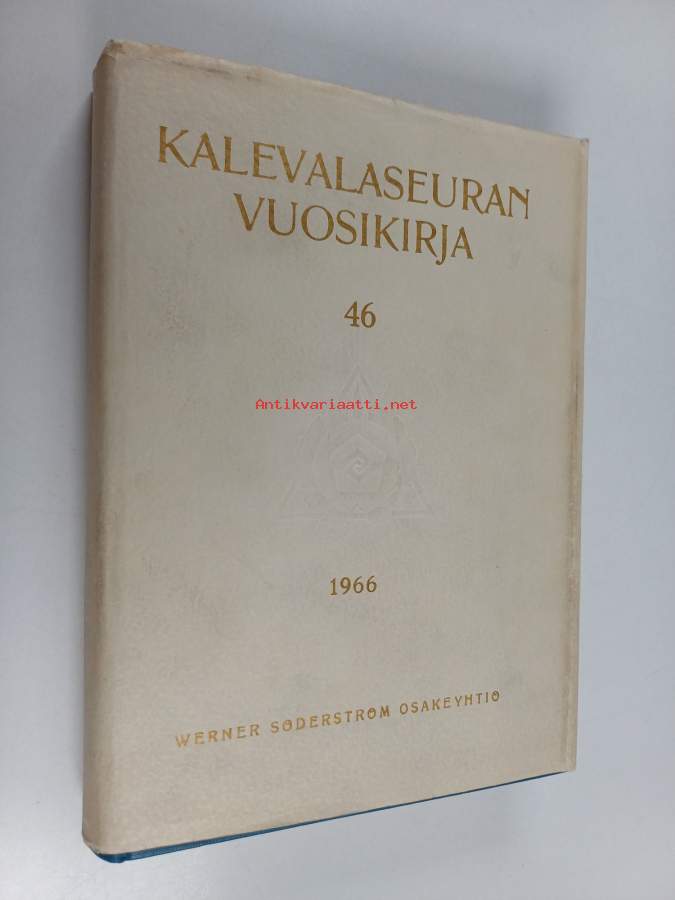 KALEVALASEURAN
VUOSIKIRJA
46
Antikvariaatti.net
1966
WERNER SÖDERSTRÖM OSAKEYHTIÖ